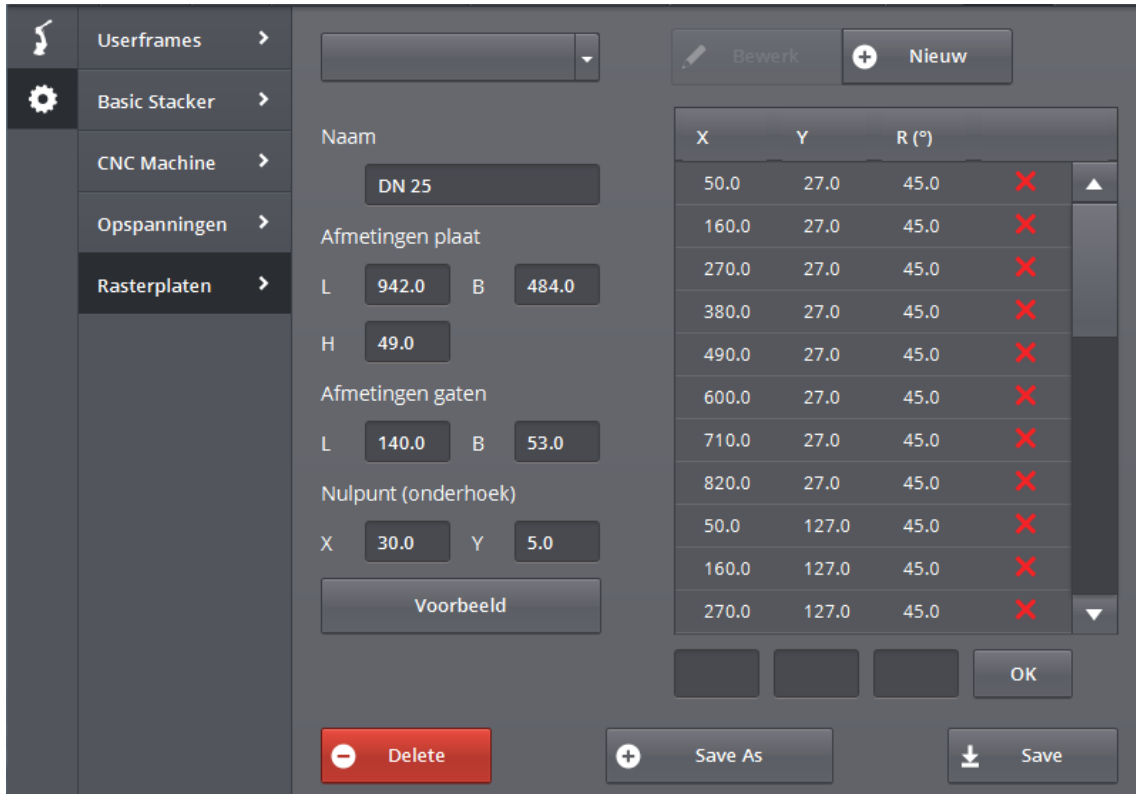 Userframes
Basic Stacker
CNC Machine
Opspanningen
Rasterplaten
Naam
DN 25
Afmetingen plaat
L 942.0 B 484.0
H 49.0
Afmetingen gaten
L 140.0 B 53.0
Nulpunt (onderhoek)
X 30.0 Y 5.0
Voorbeeld
Bewerk Nieuw
X Y R (°)
50.0 27.0 45.0
160.0 27.0 45.0
270.0 27.0 45.0
380.0 27.0 45.0
490.0 27.0 45.0
600.0 27.0 45.0
710.0 27.0 45.0
820.0 27.0 45.0
50.0 127.0 45.0
160.0 127.0 45.0
270.0 127.0 45.0
OK
Delete Save As Save